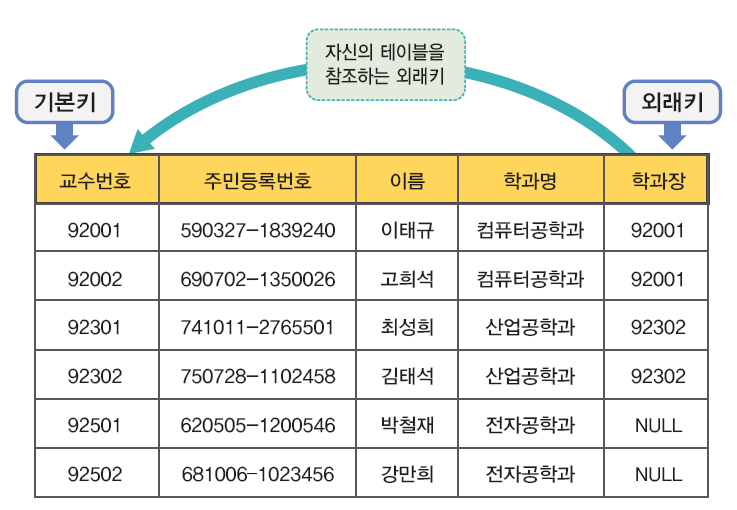 자신의 테이블을
참조하는 외래키
기본키 외래키
교수번호 주민등록번호 이름 학과명 학과장
92001 590327-1839240 이태규 컴퓨터공학과 92001
92002 690702-1350026 고희석 컴퓨터공학과 92001
92301 741011-2765501 최성희 산업공학과 92302
92302 750728-1102458 김태석 산업공학과 92302
92501 620505-1200546 박철재 전자공학과 NULL
92502 681006-1023456 강만희 전자공학과 NULL